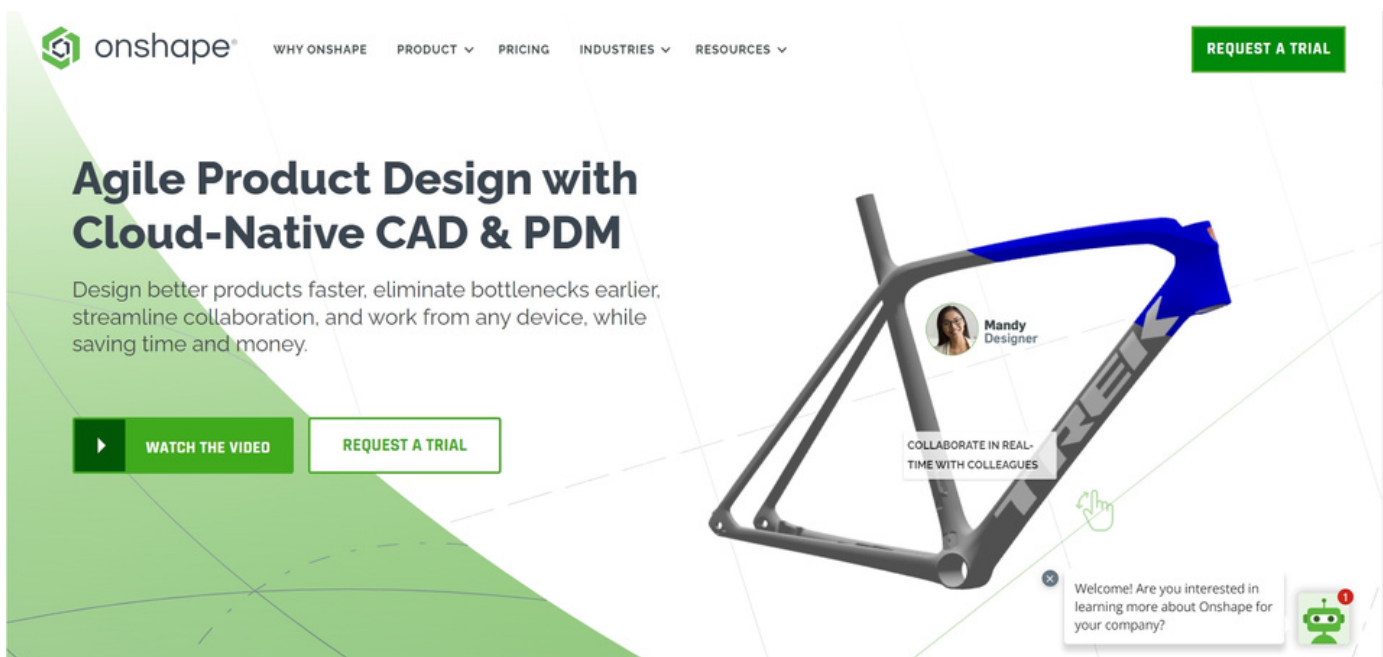 onshape®
WHY ONSHAPE PRODUCT PRICING INDUSTRIES RESOURCES
REQUEST A TRIAL
Agile Product Design with
Cloud-Native CAD & PDM
Design better products faster, eliminate bottlenecks earlier,
streamline collaboration, and work from any device, while
saving time and money.
WATCH THE VIDEO
REQUEST A TRIAL
Mandy
Designer
TREK
COLLABORATE IN REAL-
TIME WITH COLLEAGUES
Welcome! Are you interested in
learning more about Onshape for
your company?
1